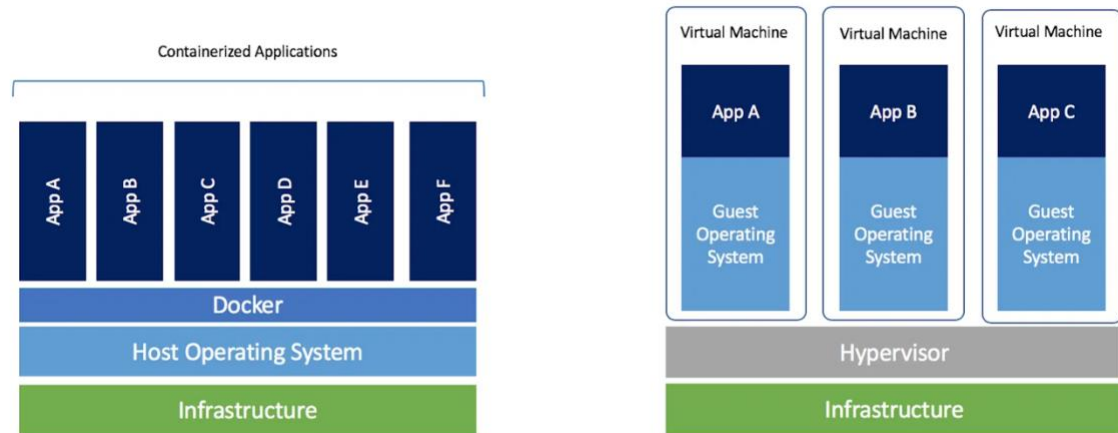 Containerized Applications
App A
App B
App C
App D
App E
App F
Docker
Host Operating System
Infrastructure
Virtual Machine
App A
Guest
Operating
System
Virtual Machine
App B
Guest
Operating
System
Virtual Machine
App C
Guest
Operating
System
Hypervisor
Infrastructure